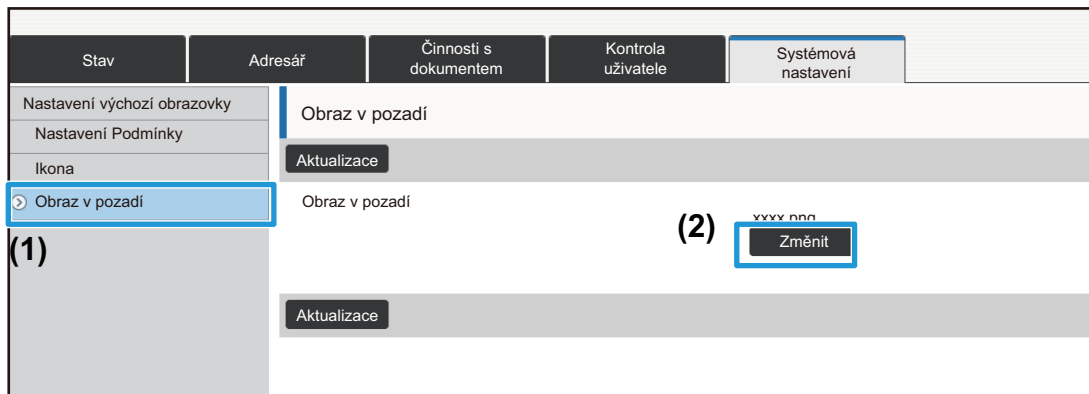 Stav
Adresář
Činnosti s
dokumentem
Kontrola
uživatele
Systémová
nastavení
Nastavení výchozí obrazovky
Nastavení Podmínky
Ikona
Obraz v pozadí
(1)
Obraz v pozadí
Aktualizace
Obraz v pozadí
xxxx.png
(2)
Změnit
Aktualizace